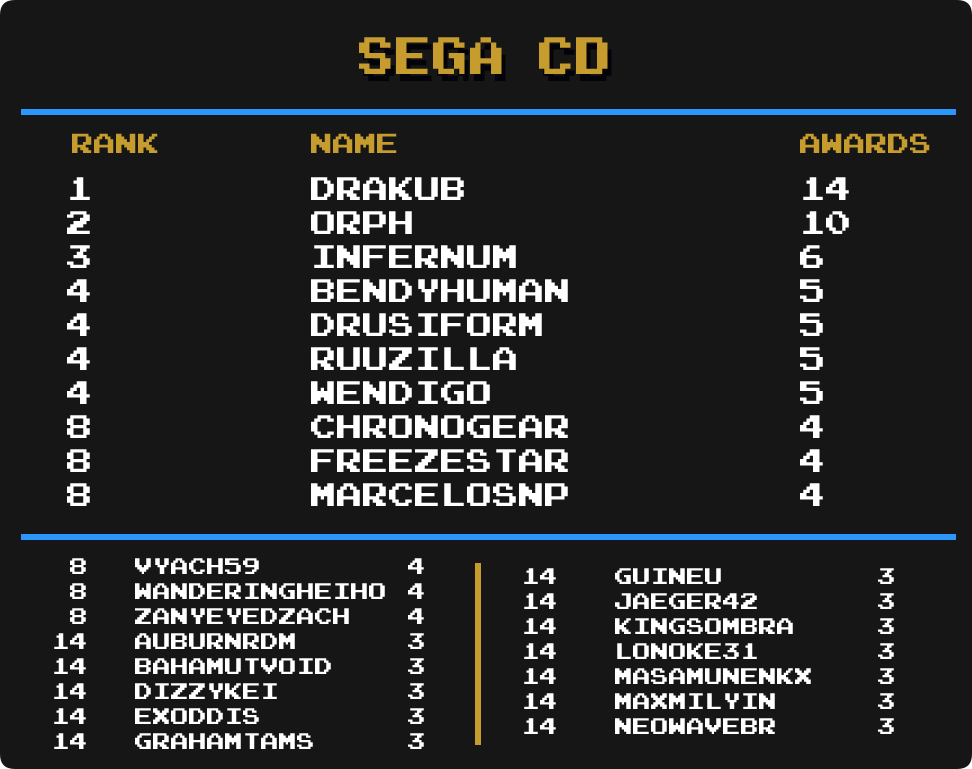 SEGA CD
RANK NAME AWARDS
1 DRAKUB 14
2 ORPH 10
3 INFERNUM 6
4 BENDYHUMAN 5
4 DRUSIFORM 5
4 RUUZILLA 5
4 WENDIGO 5
8 CHRONOGEAR 4
8 FREEZESTAR 4
8 MARCELOSNP 4
8 VYACH59 4
8 WANDERINGHEIHO 4
8 ZANYEYEDZACH 4
14 AUBURNRDM 3
14 BAHAMUTVOID 3
14 DIZZYKEI 3
14 EXODDIS 3
14 GRAHAMTAMS 3
14 GUINEU 3
14 JAEGER42 3
14 KINGSOMBRA 3
14 LONOKE31 3
14 MASAMUNENKX 3
14 MAXMILYIN 3
14 NEOWAVEBR 3